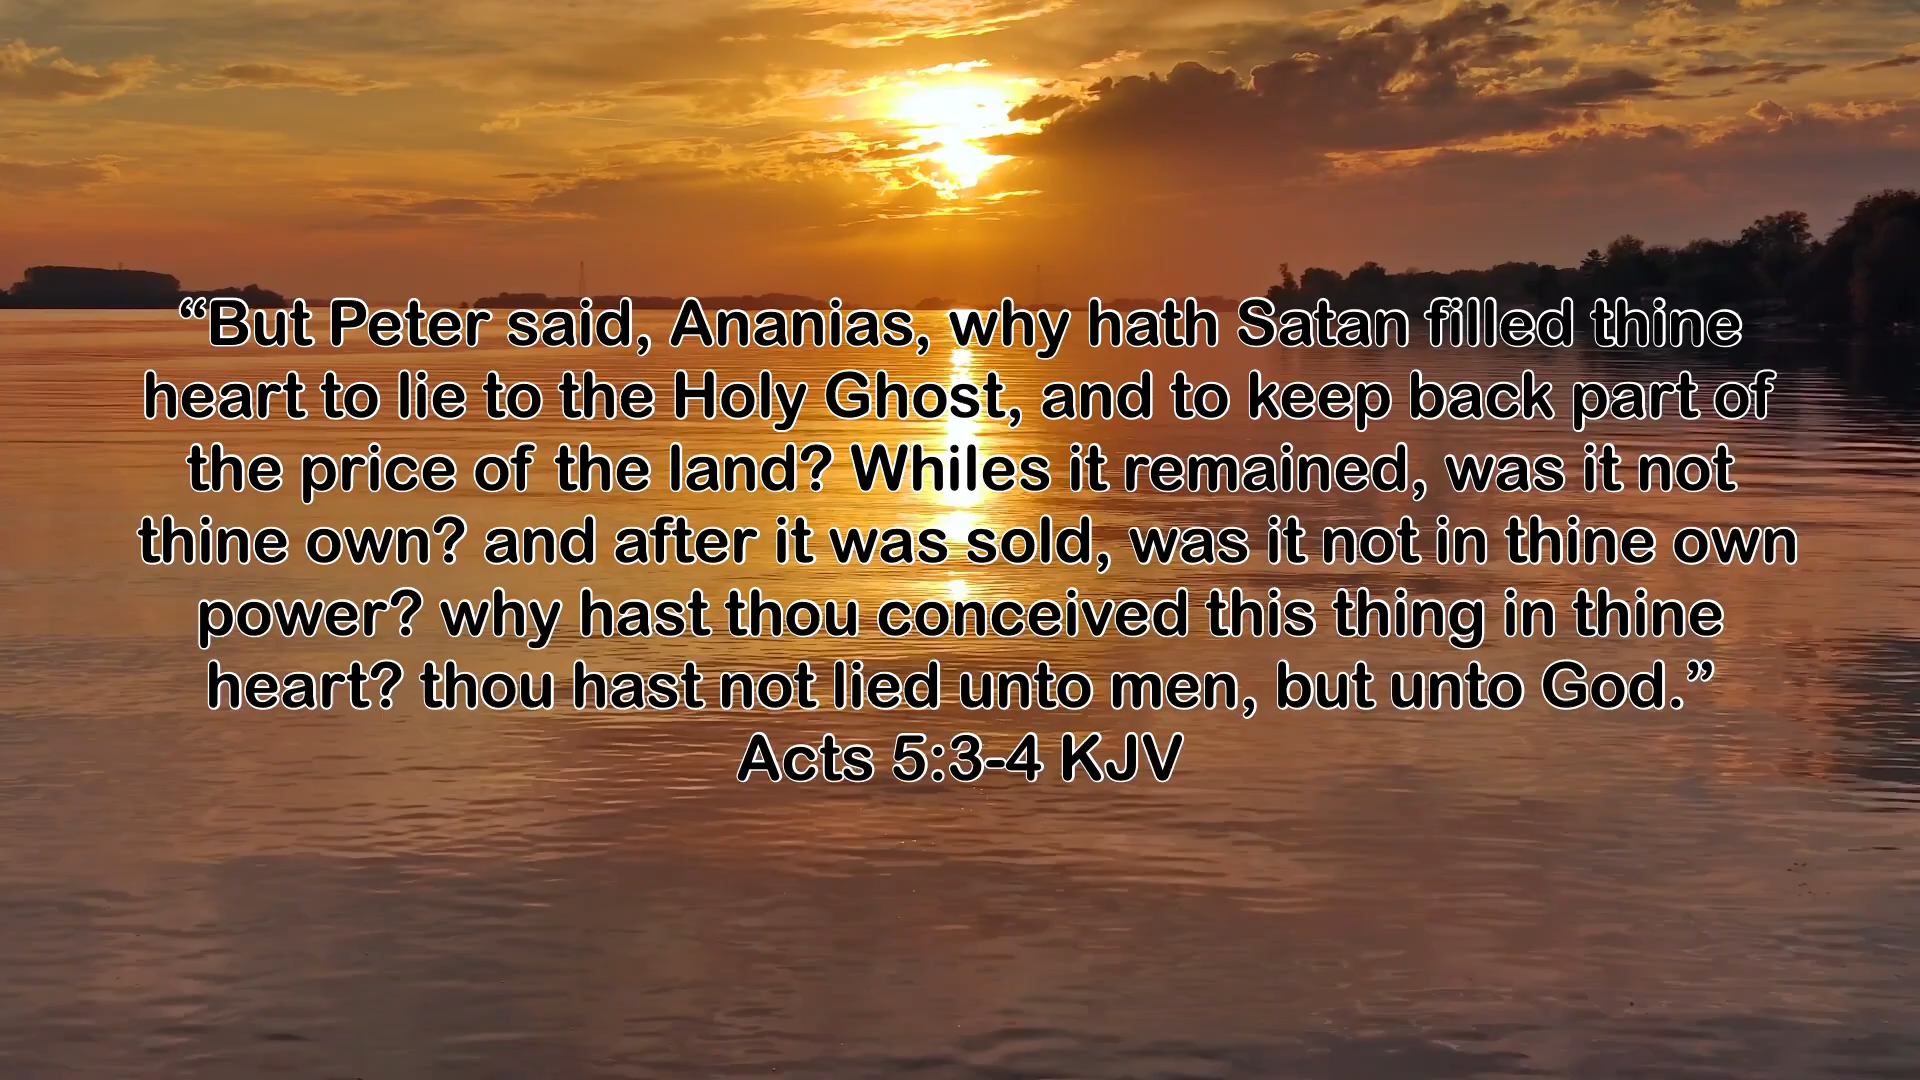 “But Peter said, Ananias, why hath Satan filled thine
heart to lie to the Holy Ghost, and to keep back part of
the price of the land? Whiles it remained, was it not
thine own? and after it was sold, was it not in thine own
power? why hast thou conceived this thing in thine
heart? thou hast not lied unto men, but unto God.”
Acts 5:3-4 KJV